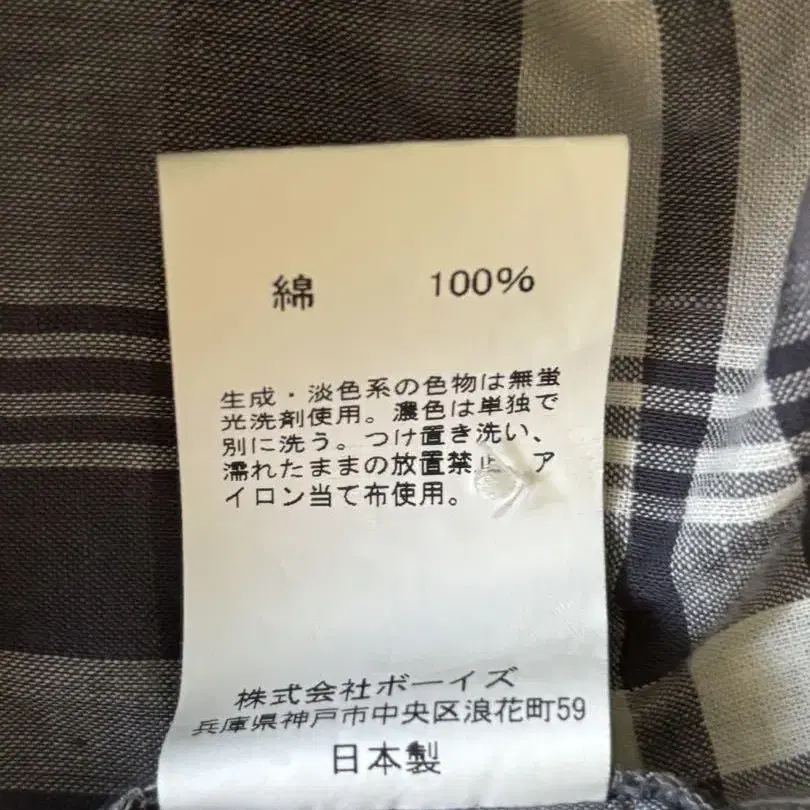 綿 100%
生成・淡色系の色物は無蛍
光洗剤使用。濃色は単独で
別に洗う。つけ置き洗い、
濡れたままの放置禁止 ア
イロン当て布使用。
株式会社ボーイズ
兵庫県神戸市中央区浪花町59
日本製